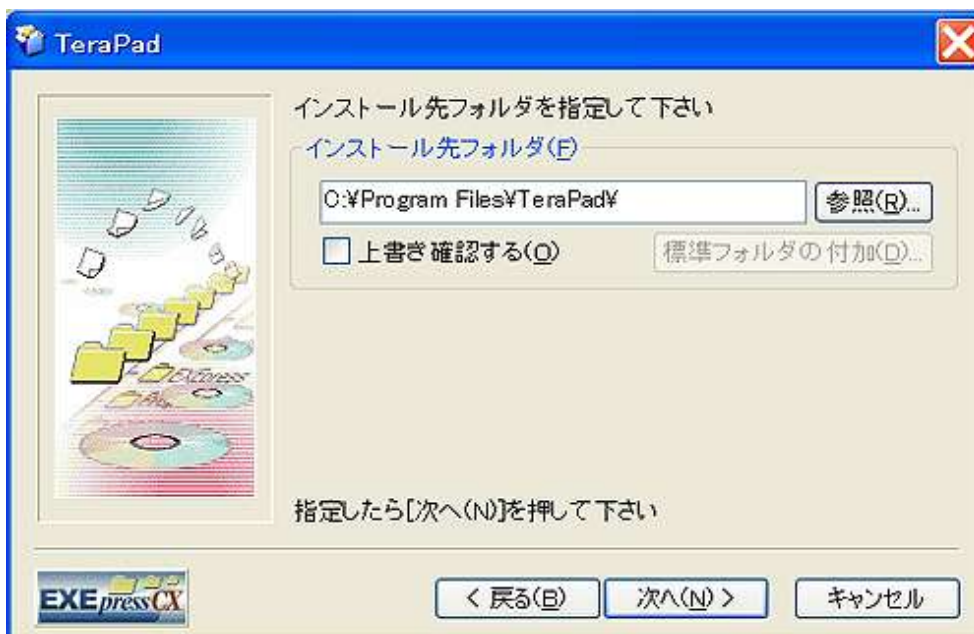 TeraPad
インストール先フォルダを指定して下さい
インストール先フォルダ(F)
C:¥Program Files¥TeraPad¥
参照(R)...
上書き確認する(O)
標準フォルダの付加(D)...
EXEpress
指定したら[次へ(N)]を押して下さい
EXEpressCX
< 戻る(B)
次へ(N) >
キャンセル